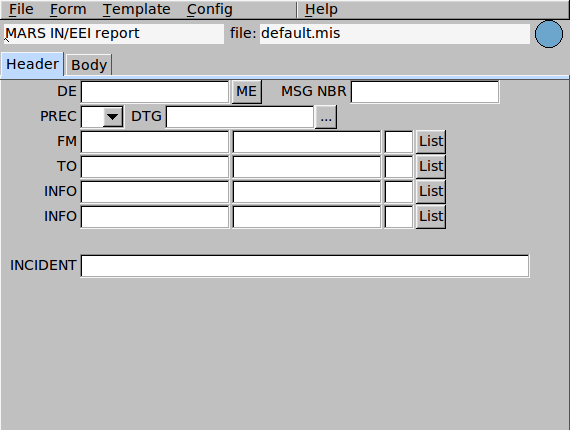 File Form Template Config Help
MARS IN/EEI report file: default.mis
Header Body
DE ME MSG NBR
PREC DTG ...
FM List
TO List
INFO List
INFO List
INCIDENT